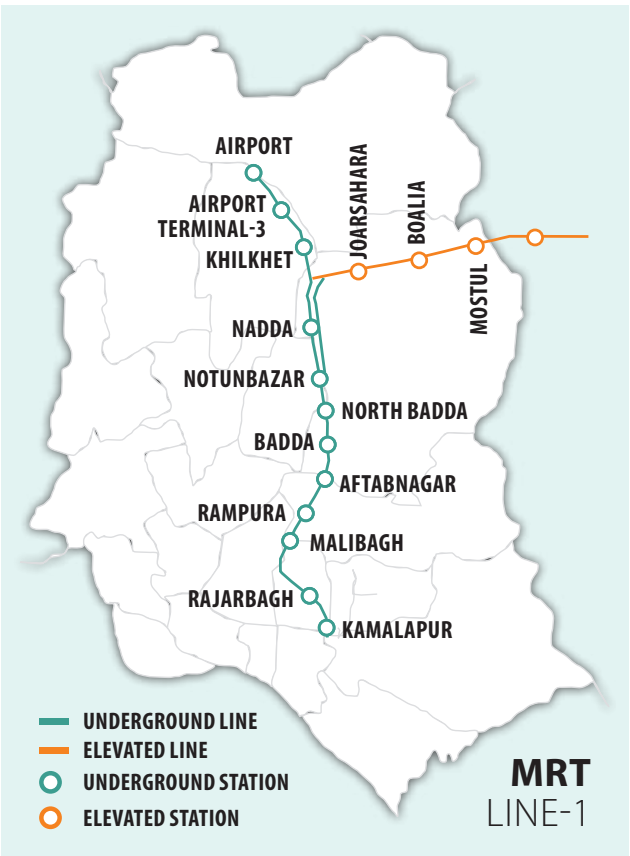 AIRPORT
AIRPORT
TERMINAL-3
KHILKHET
JOARSAHARA
BOALIA
MOSTUL
NADDA
NOTUNBAZAR
NORTH BADDA
BADDA
AFTABNAGAR
RAMPURA
MALIBAGH
RAJARBAGH
KAMALAPUR
UNDERGROUND LINE
ELEVATED LINE
UNDERGROUND STATION
ELEVATED STATION
MRT
LINE-1